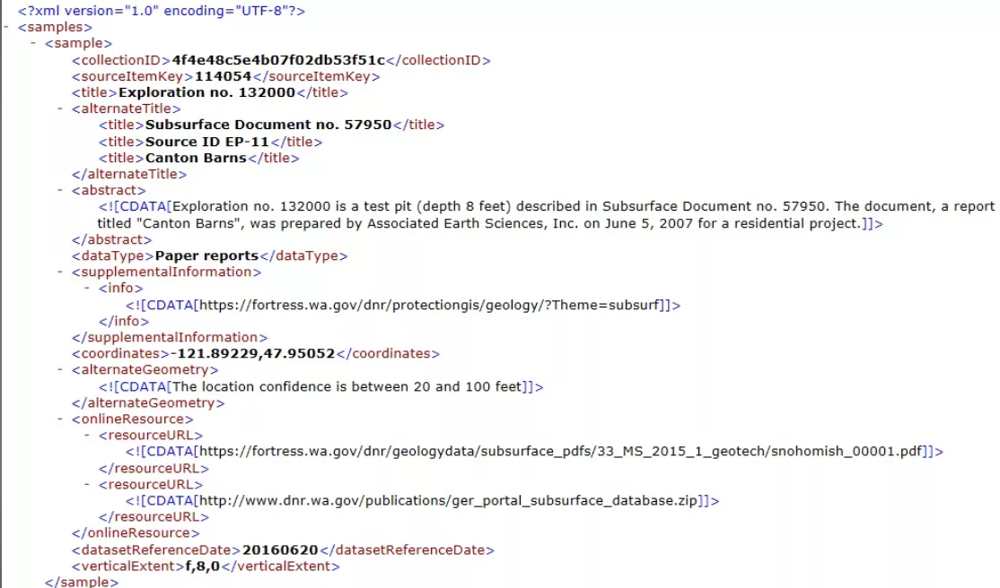 <?xml version="1.0" encoding="UTF-8"?>
- <samples>
- <sample>
<collectionID>4f4e48c5e4b07f02db53f51c</collectionID>
<sourceItemKey>114054</sourceItemKey>
<title>Exploration no. 132000</title>
- <alternateTitle>
<title>Subsurface Document no. 57950</title>
<title>Source ID EP-11</title>
<title>Canton Barns</title>
</alternateTitle>
- <abstract>
<![CDATA[Exploration no. 132000 is a test pit (depth 8 feet) described in Subsurface Document no. 57950. The document, a report
titled "Canton Barns", was prepared by Associated Earth Sciences, Inc. on June 5, 2007 for a residential project.]]>
</abstract>
<dataType>Paper reports</dataType>
- <supplementalInformation>
- <info>
<![CDATA[https://fortress.wa.gov/dnr/protectiongis/geology/?Theme=subsurf]]>
</info>
</supplementalInformation>
<coordinates>-121.89229,47.95052</coordinates>
- <alternateGeometry>
<![CDATA[The location confidence is between 20 and 100 feet]]>
</alternateGeometry>
- <onlineResource>
- <resourceURL>
<![CDATA[https://fortress.wa.gov/dnr/geologydata/subsurface_pdfs/33_MS_2015_1_geotech/snohomish_00001.pdf]]>
</resourceURL>
- <resourceURL>
<![CDATA[http://www.dnr.wa.gov/publications/ger_portal_subsurface_database.zip]]>
</resourceURL>
</onlineResource>
<datasetReferenceDate>20160620</datasetReferenceDate>
<verticalExtent>f,8,0</verticalExtent>
</sample>